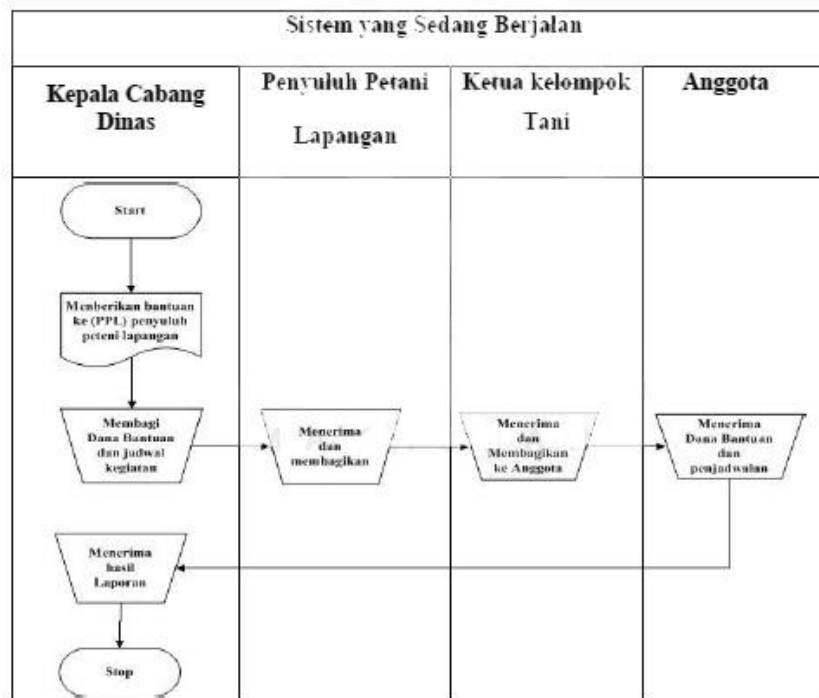 Sistem yang Sedang Berjalan
Kepala Cabang
Dinas
Penyuluh Petani
Lapangan
Ketua kelompok
Tani
Anggota
Start
Menberikan bantuan
ke (PPL) penyuluh
peteni lapangan
Membagi
Dana Bantuan
dan jadwal
kegiatan
Menerima
dan
membagikan
Menerima
dan
Membagikan
ke Anggota
Menerima
Dana Bantuan
dan
penjadwalan
Menerima
hasil
Laporan
Stop